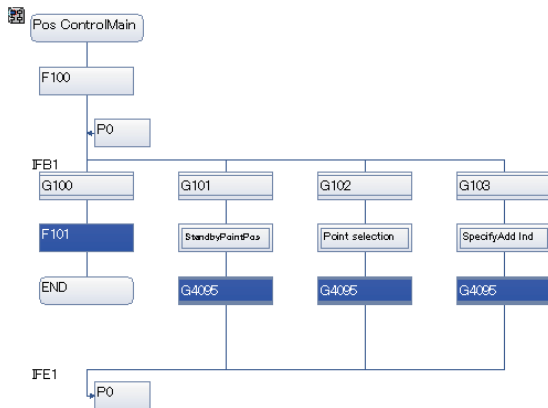 Pos ControlMain
F100
P0
IFB1
G100 G101 G102 G103
F101 StandbyPointPos Point selection SpecifyAdd Ind
END G4095 G4095 G4095
IFE1
P0